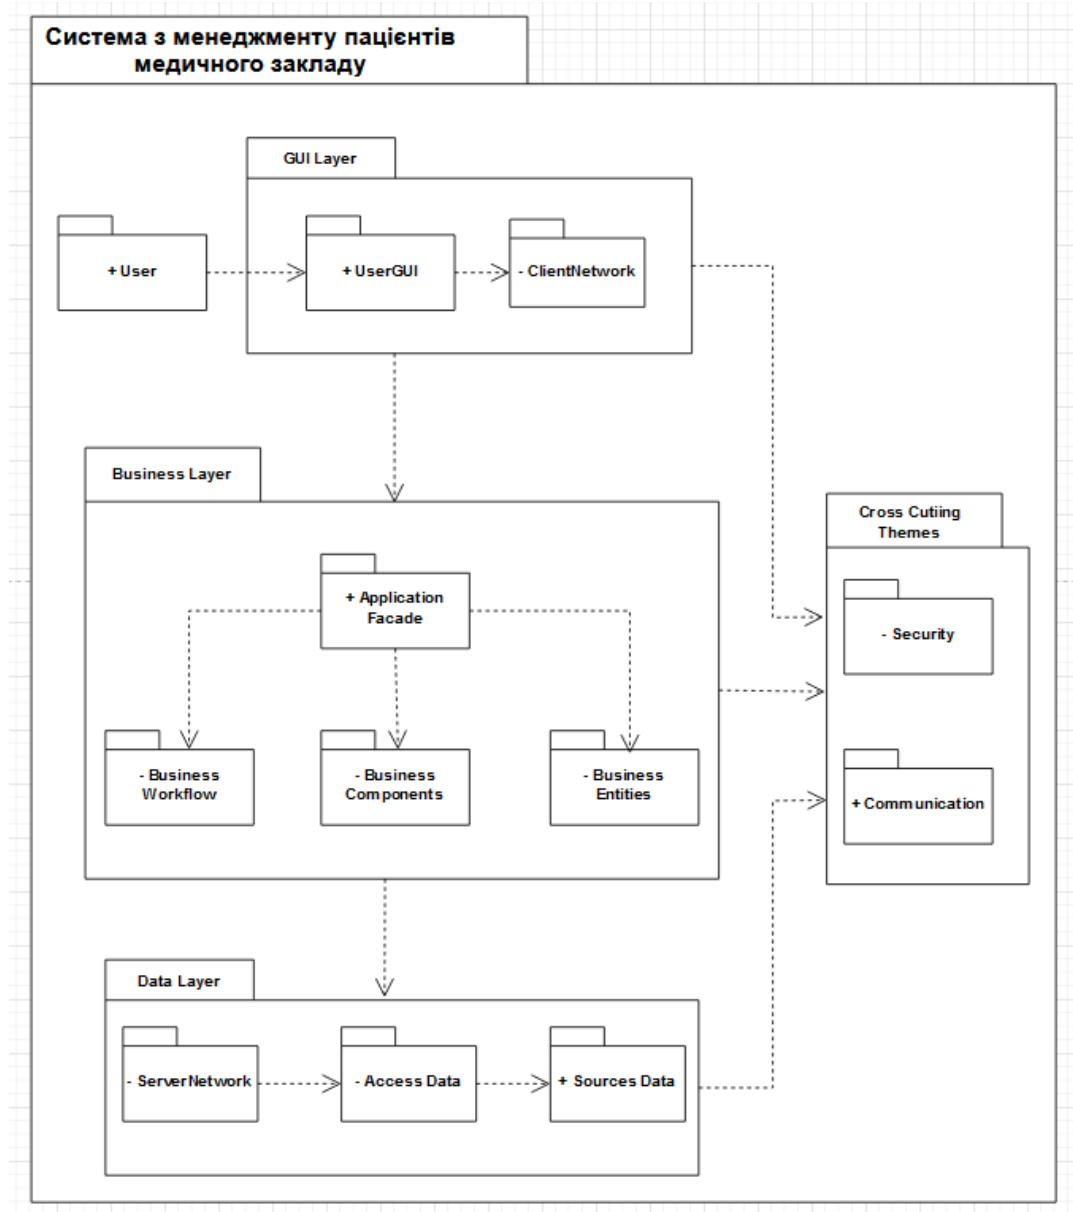 Система з менеджменту пацієнтів
медичного закладу
GUI Layer
+ User
+ UserGUI
- ClientNetwork
Business Layer
Cross Cutiing
Themes
+ Application
Facade
- Security
- Business
Workflow
- Business
Components
- Business
Entities
+ Communication
Data Layer
- ServerNetwork
- Access Data
+ Sources Data